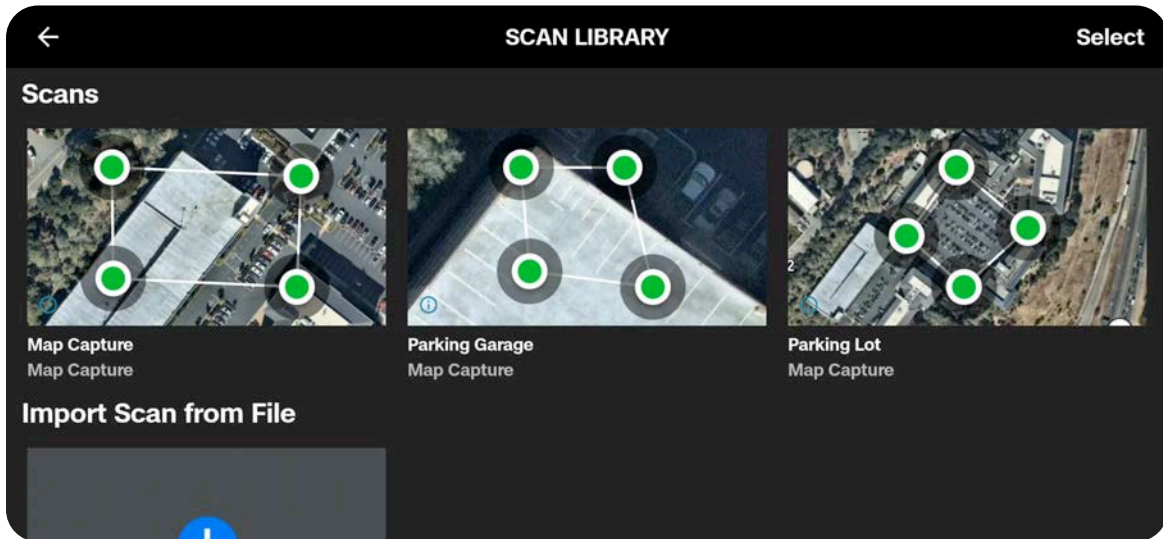 SCAN LIBRARY
Select
Scans
2
Map Capture
Map Capture
Parking Garage
Map Capture
Parking Lot
Map Capture
Import Scan from File